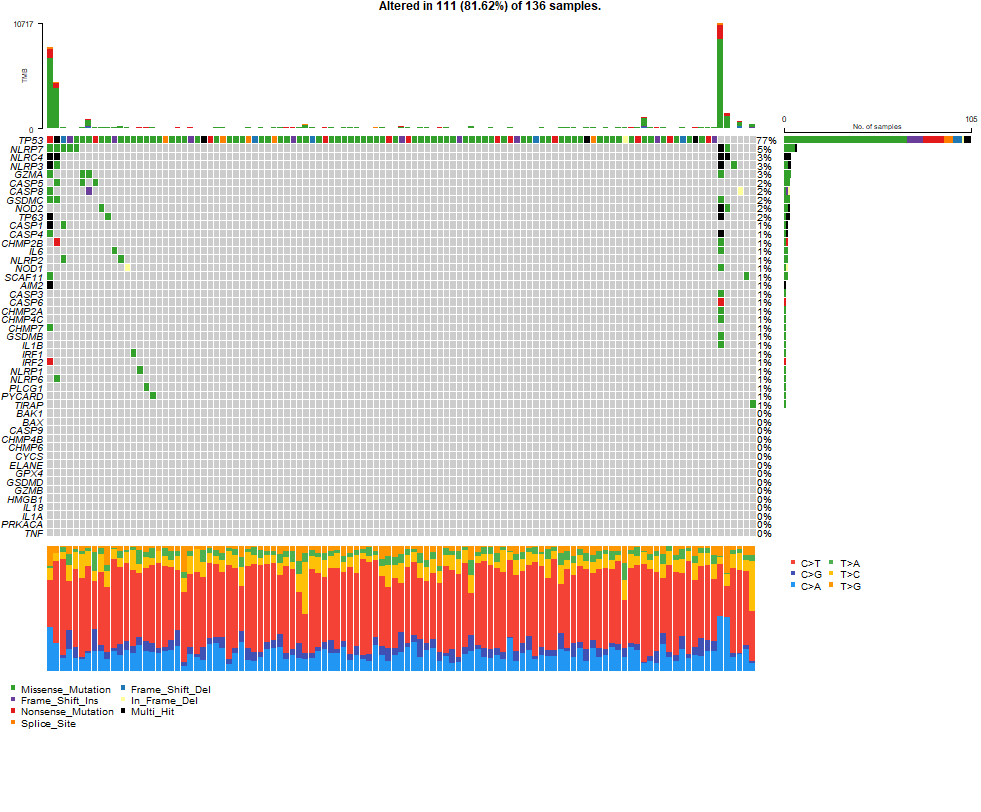 Altered in 111 (81.62%) of 136 samples.
10717
TMB
0
0 105
No. of samples
TP53 77%
NLRP7 5%
NLRC4 3%
NLRP3 3%
GZMA 3%
CASP5 2%
CASP8 2%
GSDMC 2%
NOD2 2%
TP63 2%
CASP1 1%
CASP4 1%
CHMP2B 1%
IL6 1%
NLRP2 1%
NOD1 1%
SCAF11 1%
AIM2 1%
CASP3 1%
CASP6 1%
CHMP2A 1%
CHMP4C 1%
CHMP7 1%
GSDMB 1%
IL1B 1%
IRF1 1%
IRF2 1%
NLRP1 1%
NLRP6 1%
PLCG1 1%
PYCARD 1%
TIRAP 1%
BAK1 0%
BAX 0%
CASP9 0%
CHMP4B 0%
CHMP6 0%
CYCS 0%
ELANE 0%
GPX4 0%
GSDMD 0%
GZMB 0%
HMGB1 0%
IL18 0%
IL1A 0%
PRKACA 0%
TNF 0%
C>T T>A
C>G T>C
C>A T>G
Missense_Mutation Frame_Shift_Del
Frame_Shift_Ins In_Frame_Del
Nonsense_Mutation Multi_Hit
Splice_Site